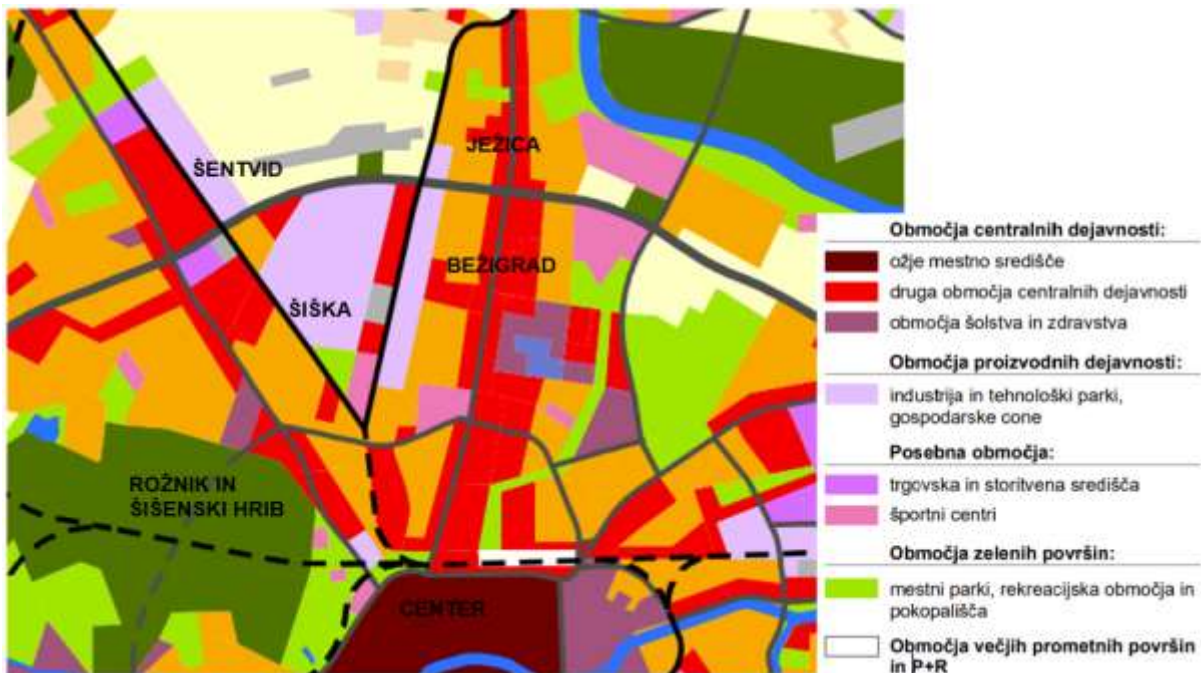 JEŽICA
ŠENTVID
BEŽIGRAD
ŠIŠKA
ROŽNIK IN
ŠIŠENSKI HRIB
CENTER
Območja centralnih dejavnosti:
ožje mestno središče
druga območja centralnih dejavnosti
območja šolstva in zdravstva
Območja proizvodnih dejavnosti:
industrija in tehnološki parki,
gospodarske cone
Posebna območja:
trgovska in storitvena središča
športni centri
Območja zelenih površin:
mestni parki, rekreacijska območja in
pokopališča
Območja večjih prometnih površin
in P+R